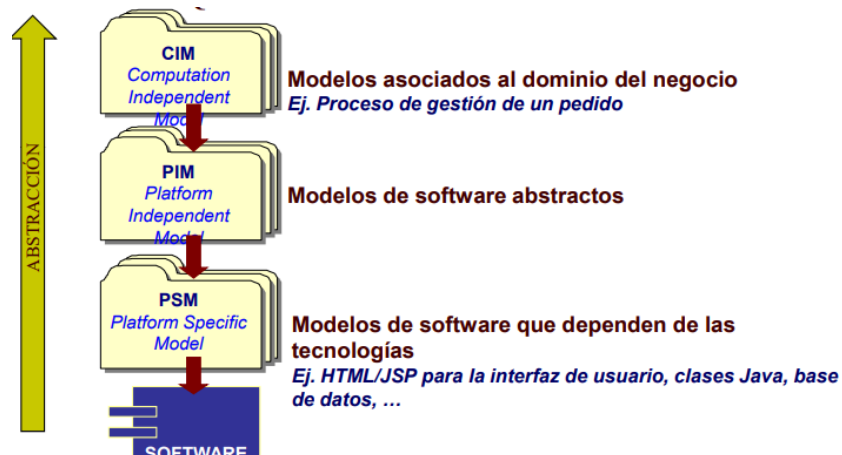 CIM
Computation
Independent
Model
Modelos asociados al dominio del negocio
Ej. Proceso de gestión de un pedido
PIM
Platform
Independent
Model
Modelos de software abstractos
PSM
Platform Specific
Model
Modelos de software que dependen de las
tecnologías
Ej. HTML/JSP para la interfaz de usuario, clases Java, base
de datos, ...
SOFTWARE
ABSTRACCIÓN